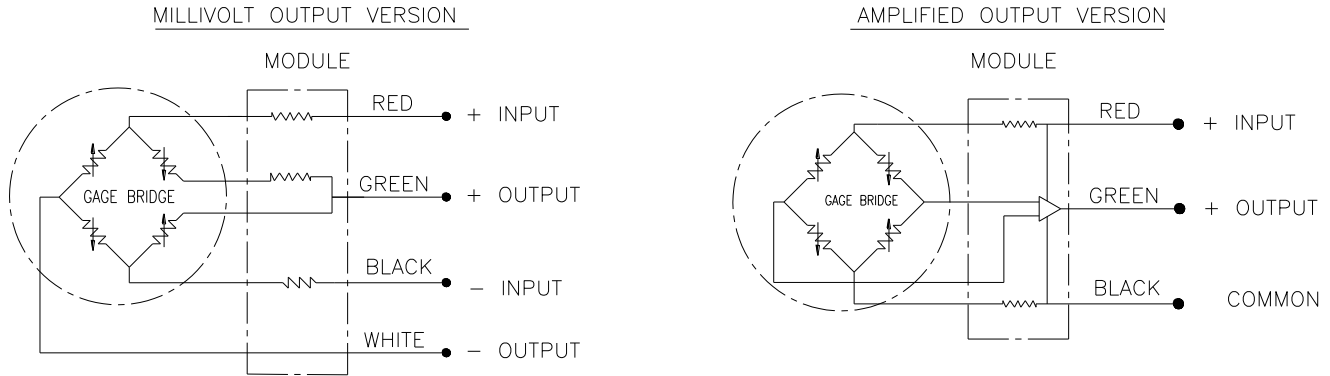 MILLIVOLT OUTPUT VERSION
MODULE
RED
+ INPUT
GAGE BRIDGE
GREEN
+ OUTPUT
BLACK
- INPUT
WHITE
- OUTPUT
AMPLIFIED OUTPUT VERSION
MODULE
RED
+ INPUT
GAGE BRIDGE
GREEN
+ OUTPUT
BLACK
COMMON